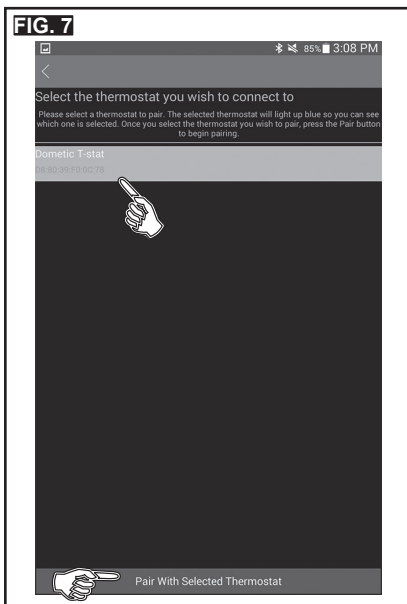 FIG. 7
85% 3:08 PM
Select the thermostat you wish to connect to
Please select a thermostat to pair. The selected thermostat will light up blue so you can see
which one is selected. Once you select the thermostat you wish to pair, press the Pair button
to begin pairing.
Dometic T-stat
Pair With Selected Thermostat